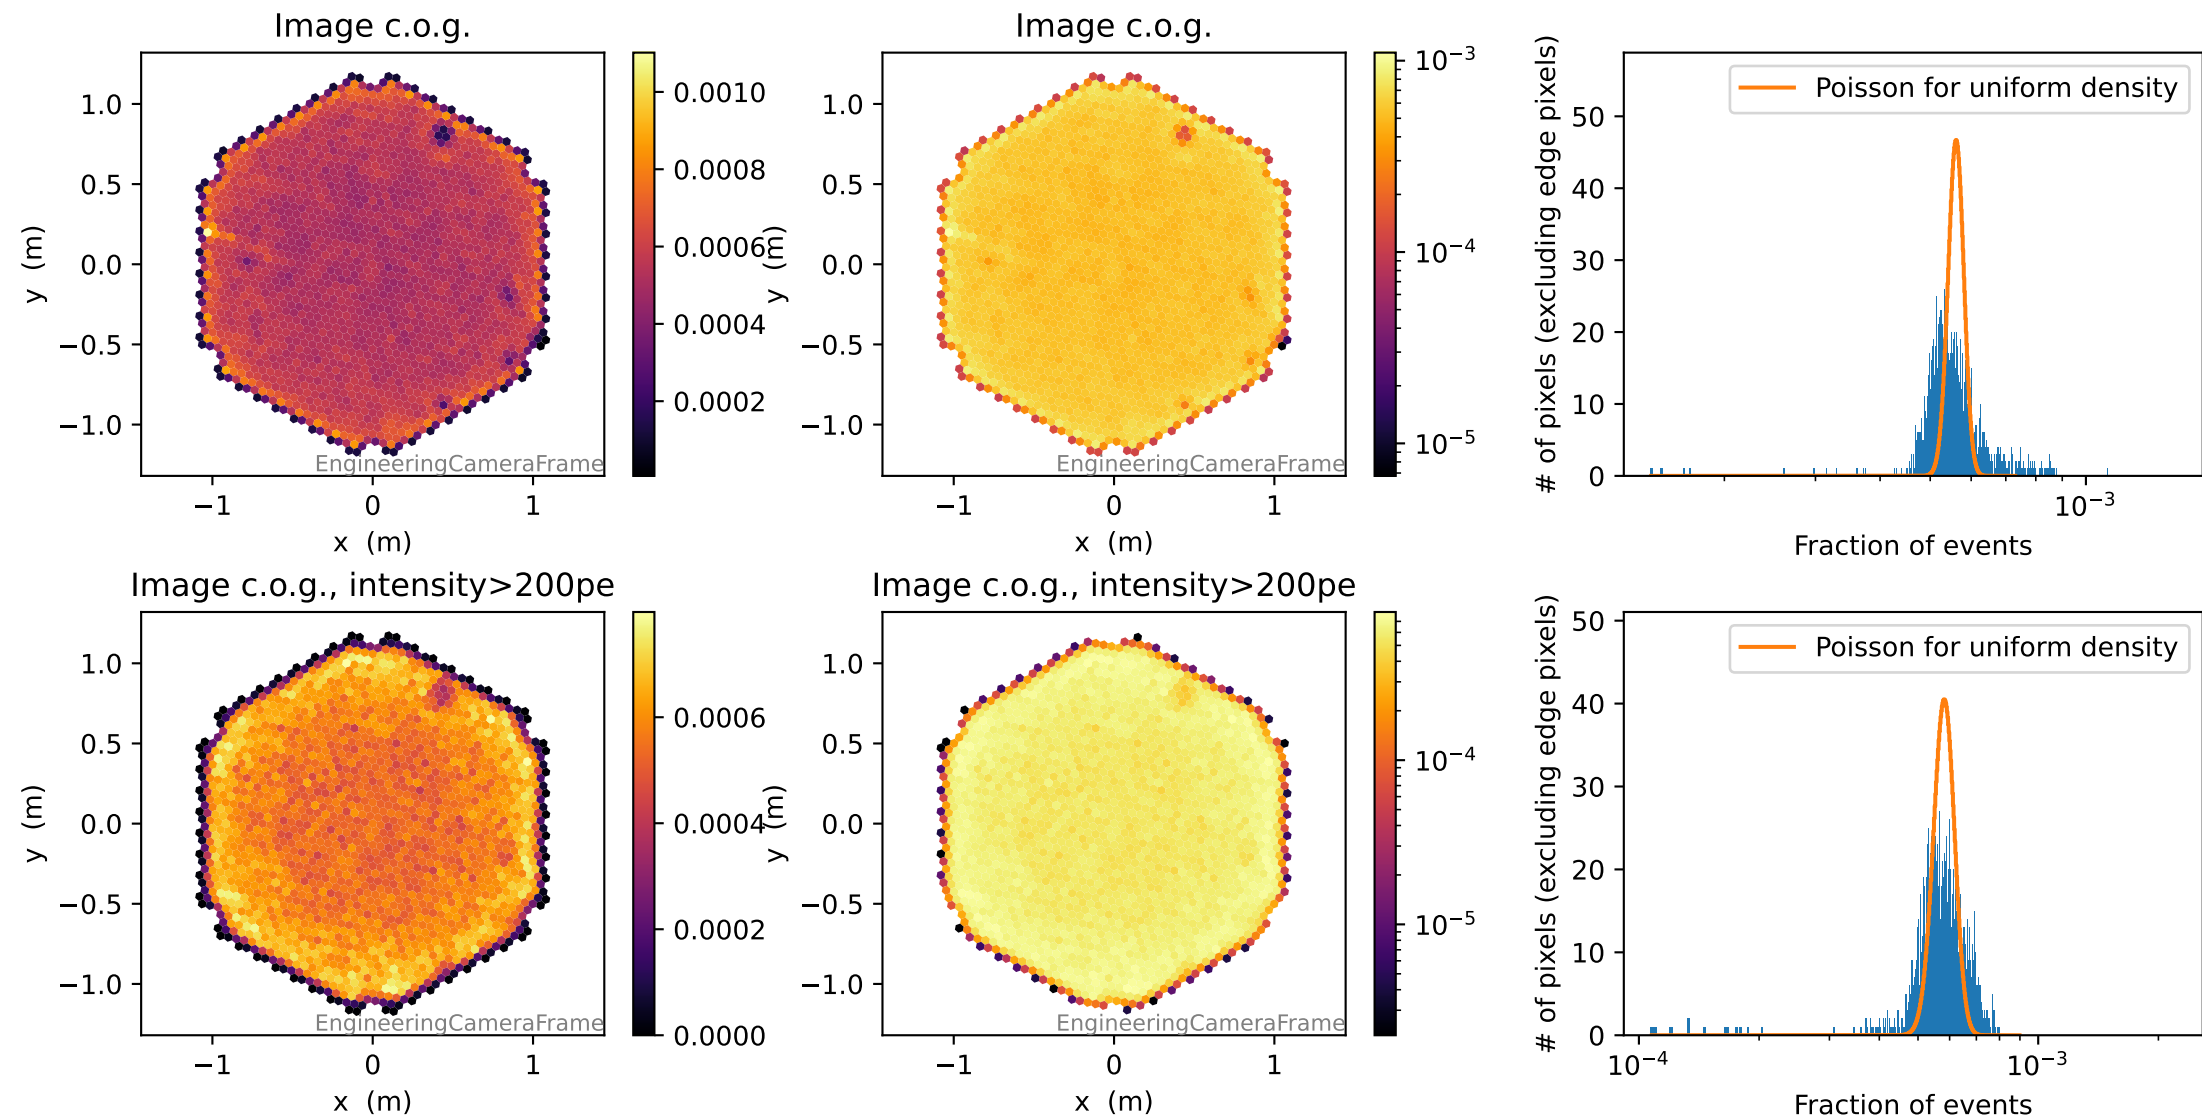 Image c.o.g.
1.0
0.5
0.0
−0.5
−1.0
y (m)
−1
0
1
x (m)
EngineeringCameraFrame
0.0010
0.0008
0.0006
0.0004
0.0002
Image c.o.g.
1.0
0.5
0.0
−0.5
−1.0
y (m)
−1
0
1
x (m)
EngineeringCameraFrame
10⁻³
10⁻⁴
10⁻⁵
Poisson for uniform density
50
40
30
20
10
0
# of pixels (excluding edge pixels)
10⁻³
Fraction of events
Image c.o.g., intensity>200pe
1.0
0.5
0.0
−0.5
−1.0
y (m)
−1
0
1
x (m)
EngineeringCameraFrame
0.0006
0.0004
0.0002
0.0000
Image c.o.g., intensity>200pe
1.0
0.5
0.0
−0.5
−1.0
y (m)
−1
0
1
x (m)
EngineeringCameraFrame
10⁻⁴
10⁻⁵
Poisson for uniform density
50
40
30
20
10
0
# of pixels (excluding edge pixels)
10⁻⁴
10⁻³
Fraction of events